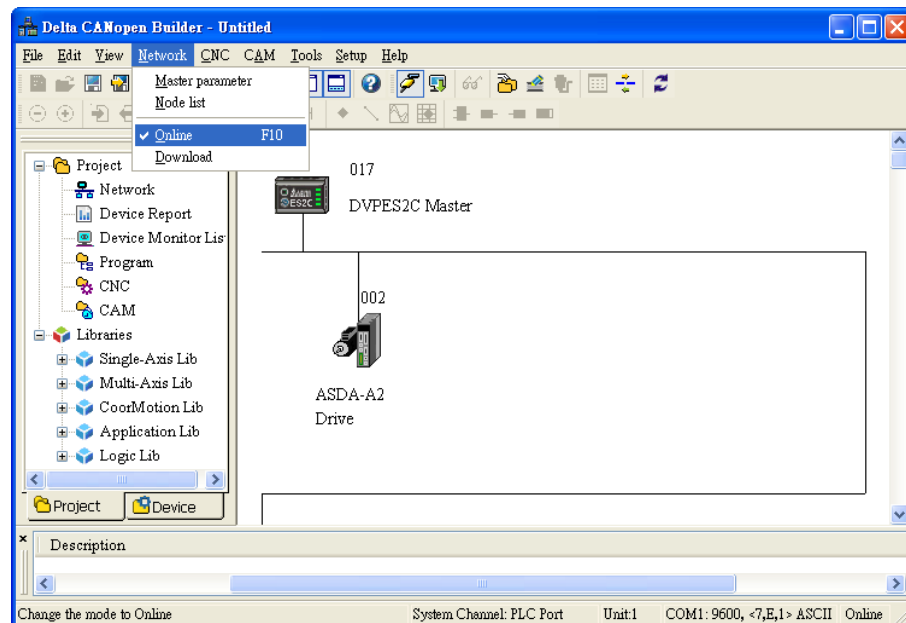 Delta CANopen Builder - Untitled
File Edit View Network CNC CAM Tools Setup Help
Master parameter
Node list
Online F10
Download
Project
Network
Device Report
Device Monitor Lis
Program
CNC
CAM
Libraries
Single-Axis Lib
Multi-Axis Lib
CoorMotion Lib
Application Lib
Logic Lib
Project Device
017
DVPES2C Master
ES2C
002
ASDA-A2
Drive
Description
Change the mode to Online System Channel: PLC Port Unit:1 COM1: 9600, <7,E,1> ASCII Online